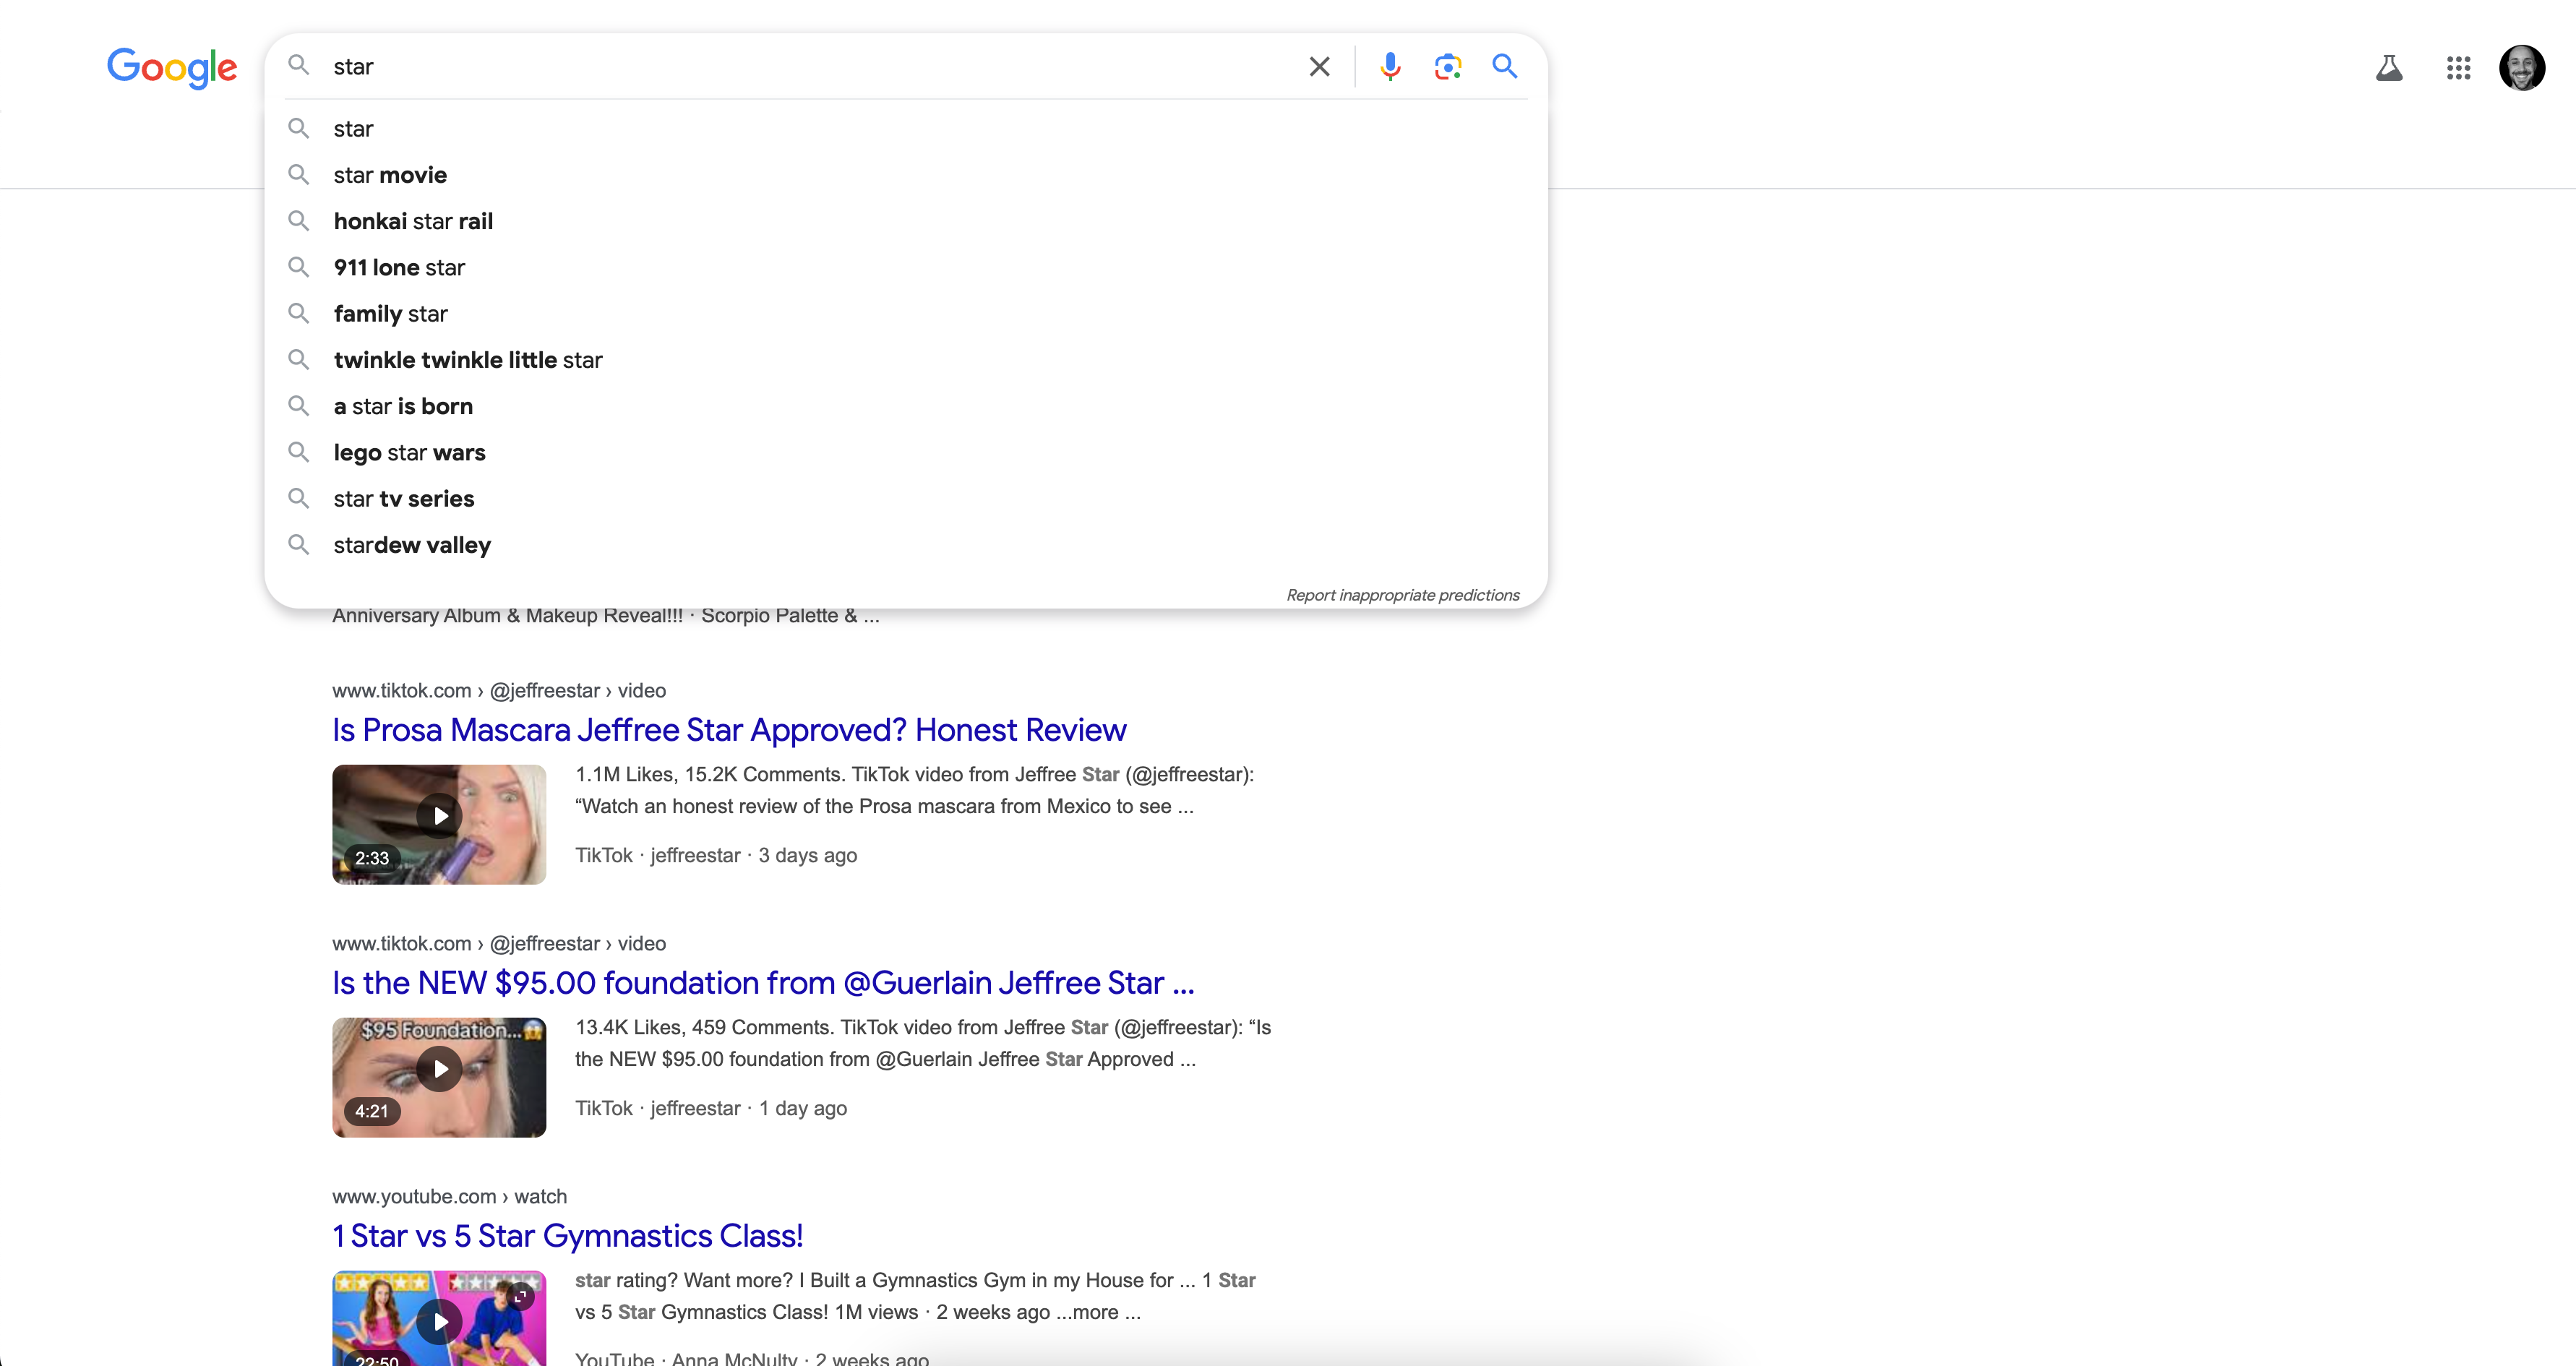 Google
star
star
star movie
honkai star rail
911 lone star
family star
twinkle twinkle little star
a star is born
lego star wars
star tv series
stardew valley
Report inappropriate predictions
Anniversary Album & Makeup Reveal!!! · Scorpio Palette & ...
www.tiktok.com › @jeffreestar › video
Is Prosa Mascara Jeffree Star Approved? Honest Review
1.1M Likes, 15.2K Comments. TikTok video from Jeffree Star (@jeffreestar):
“Watch an honest review of the Prosa mascara from Mexico to see ...
2:33
TikTok · jeffreestar · 3 days ago
www.tiktok.com › @jeffreestar › video
Is the NEW $95.00 foundation from @Guerlain Jeffree Star ...
$95 Foundation...😱
13.4K Likes, 459 Comments. TikTok video from Jeffree Star (@jeffreestar): “Is
the NEW $95.00 foundation from @Guerlain Jeffree Star Approved ...
4:21
TikTok · jeffreestar · 1 day ago
www.youtube.com › watch
1 Star vs 5 Star Gymnastics Class!
star rating? Want more? I Built a Gymnastics Gym in my House for ... 1 Star
vs 5 Star Gymnastics Class! 1M views · 2 weeks ago ...more ...
22:50
YouTube · Anna McNulty · 2 weeks ago